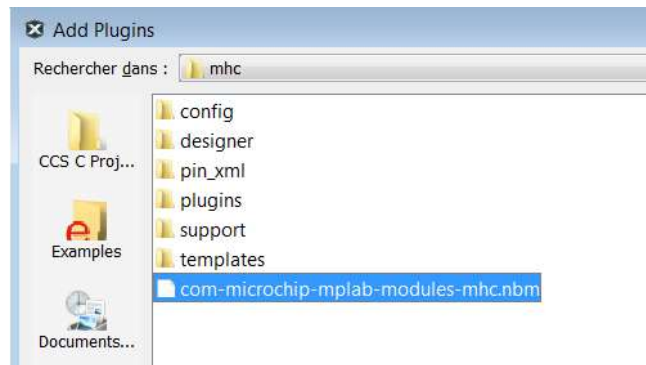 Add Plugins
Rechercher dans :
mhc
config
designer
pin_xml
plugins
support
templates
com-microchip-mplab-modules-mhc.nbm
CCS C Proj...
Examples
Documents...